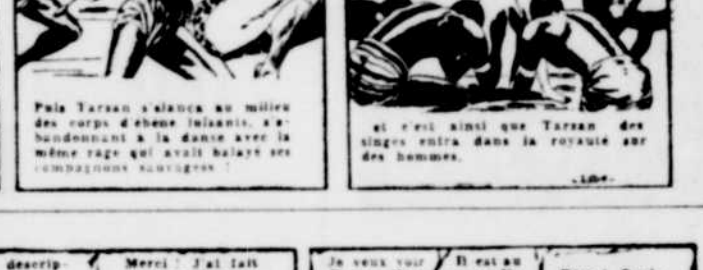 Puis Tarzan s'élança au milieu
des corps d'ébène luisants, s'a-
bandonnant à la danse avec la
même rage qui avait balayé ses
compagnons sauvages !
et c'est ainsi que Tarzan des
singes entra dans la royauté sur
des hommes.
descrip-
Merci ! J'ai fait
Je veux voir
Il est au